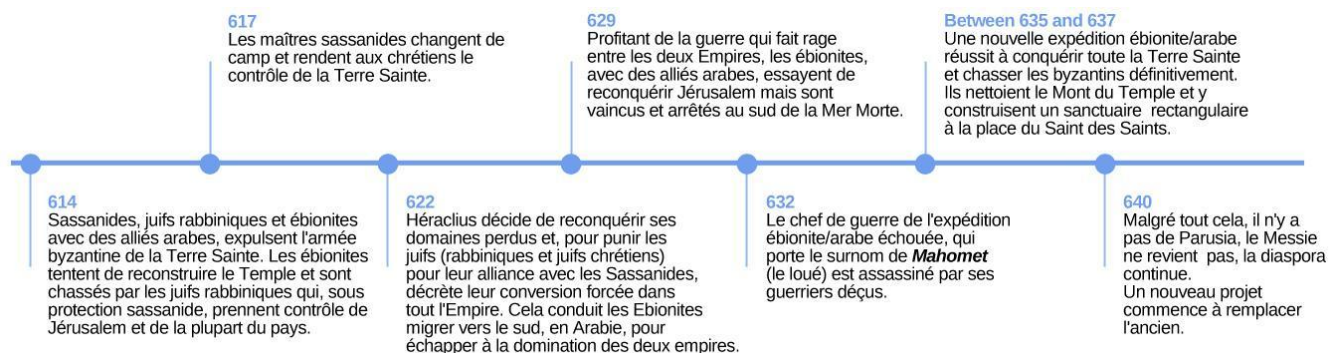 617
Les maîtres sassanides changent de
camp et rendent aux chrétiens le
contrôle de la Terre Sainte.
629
Profitant de la guerre qui fait rage
entre les deux Empires, les ébionites,
avec des alliés arabes, essayent de
reconquérir Jérusalem mais sont
vaincus et arrêtés au sud de la Mer Morte.
Between 635 and 637
Une nouvelle expédition ébionite/arabe
réussit à conquérir toute la Terre Sainte
et chasser les byzantins définitivement.
Ils nettoient le Mont du Temple et y
construisent un sanctuaire rectangulaire
à la place du Saint des Saints.
614
Sassanides, juifs rabbiniques et ébionites
avec des alliés arabes, expulsent l'armée
byzantine de la Terre Sainte. Les ébionites
tentent de reconstruire le Temple et sont
chassés par les juifs rabbiniques qui, sous
protection sassanide, prennent contrôle de
Jérusalem et de la plupart du pays.
622
Héraclius décide de reconquérir ses
domaines perdus et, pour punir les
juifs (rabbiniques et juifs chrétiens)
pour leur alliance avec les Sassanides,
décrète leur conversion forcée dans
tout l'Empire. Cela conduit les Ebionites
migrer vers le sud, en Arabie, pour
échapper à la domination des deux empires.
632
Le chef de guerre de l'expédition
ébionite/arabe échouée, qui
porte le surnom de Mahomet
(le loué) est assassiné par ses
guerriers déçus.
640
Malgré tout cela, il n'y a
pas de Parusia, le Messie
ne revient pas, la diaspora
continue.
Un nouveau projet
commence à remplacer
l'ancien.